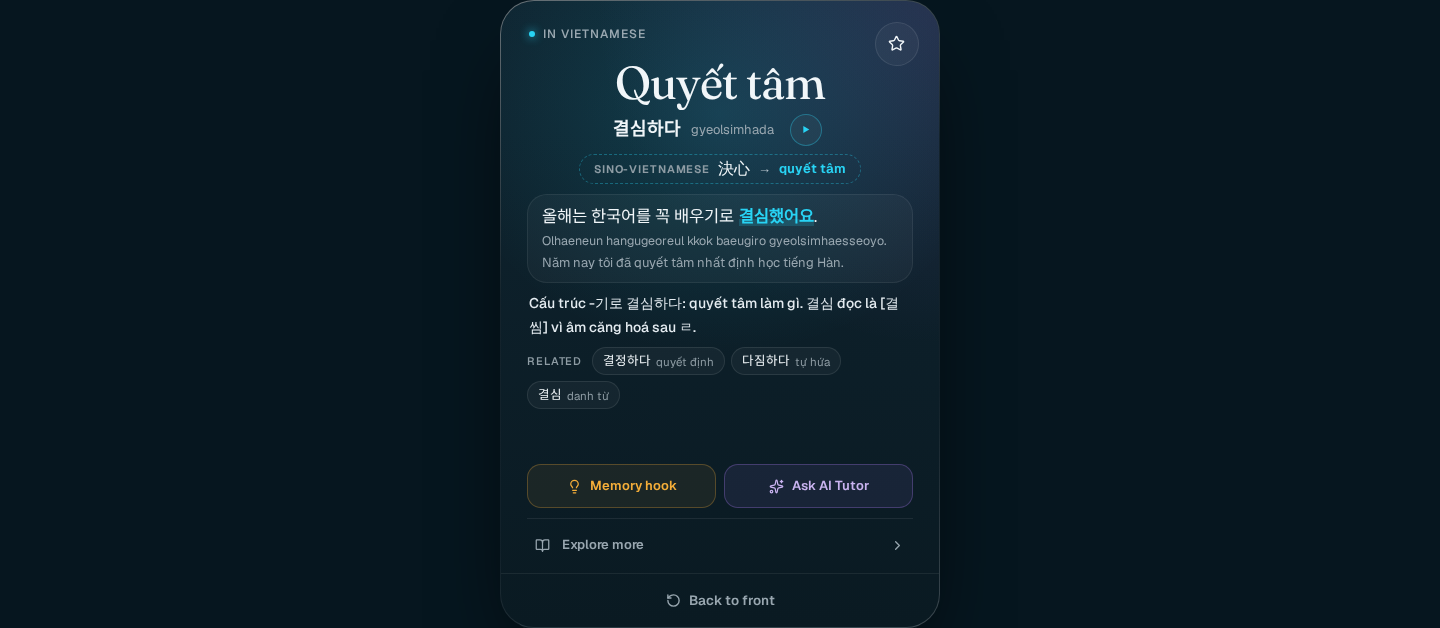 IN VIETNAMESE
Quyết tâm
결심하다 gyeolsimhada
SINO-VIETNAMESE 決心 → quyết tâm
올해는 한국어를 꼭 배우기로 결심했어요.
Olhaeneun hangugeoreul kkok baeugiro gyeolsimhaesseoyo.
Năm nay tôi đã quyết tâm nhất định học tiếng Hàn.
Cấu trúc -기로 결심하다: quyết tâm làm gì. 결심 đọc là [결
씸] vì âm căng hoá sau ㄹ.
RELATED 결정하다 quyết định 다짐하다 tự hứa
결심 danh từ
Memory hook Ask AI Tutor
Explore more
Back to front